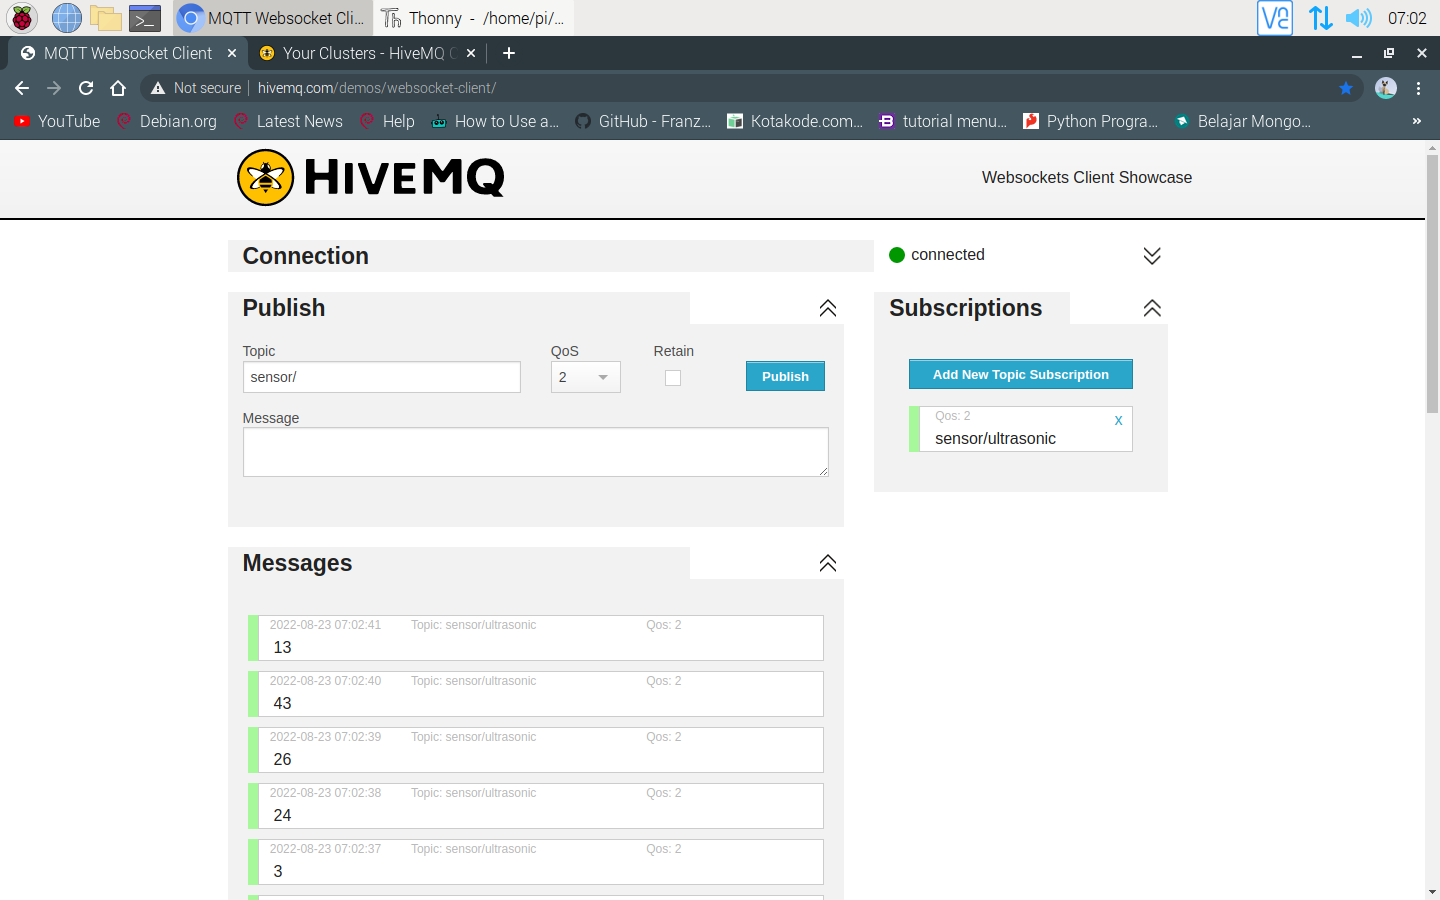 MQTT Websocket Cli...
Thonny - /home/pi/...
07:02
MQTT Websocket Client
Your Clusters - HiveMQ C
Not secure
hivemq.com/demos/websocket-client/
YouTube
Debian.org
Latest News
Help
How to Use a...
GitHub - Franz...
Kotakode.com...
tutorial menu...
Python Progra...
Belajar Mongo...
»
HIVEMQ
Websockets Client Showcase
Connection
connected
Publish
Subscriptions
Topic
QoS
Retain
sensor/
2
Publish
Add New Topic Subscription
Message
Qos: 2
x
sensor/ultrasonic
Messages
2022-08-23 07:02:41 Topic: sensor/ultrasonic Qos: 2
13
2022-08-23 07:02:40 Topic: sensor/ultrasonic Qos: 2
43
2022-08-23 07:02:39 Topic: sensor/ultrasonic Qos: 2
26
2022-08-23 07:02:38 Topic: sensor/ultrasonic Qos: 2
24
2022-08-23 07:02:37 Topic: sensor/ultrasonic Qos: 2
3